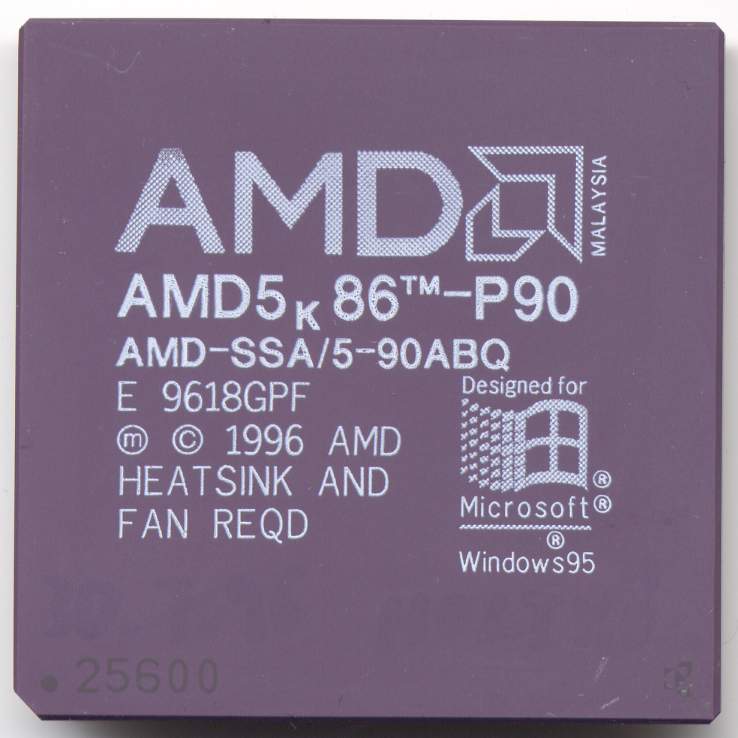 AMD
MALAYSIA
AMD5K86™-P90
AMD-SSA/5-90ABQ
E 9618GPF
ⓜ © 1996 AMD
HEATSINK AND
FAN REQD
Designed for
®
Microsoft®
®
Windows95
25600